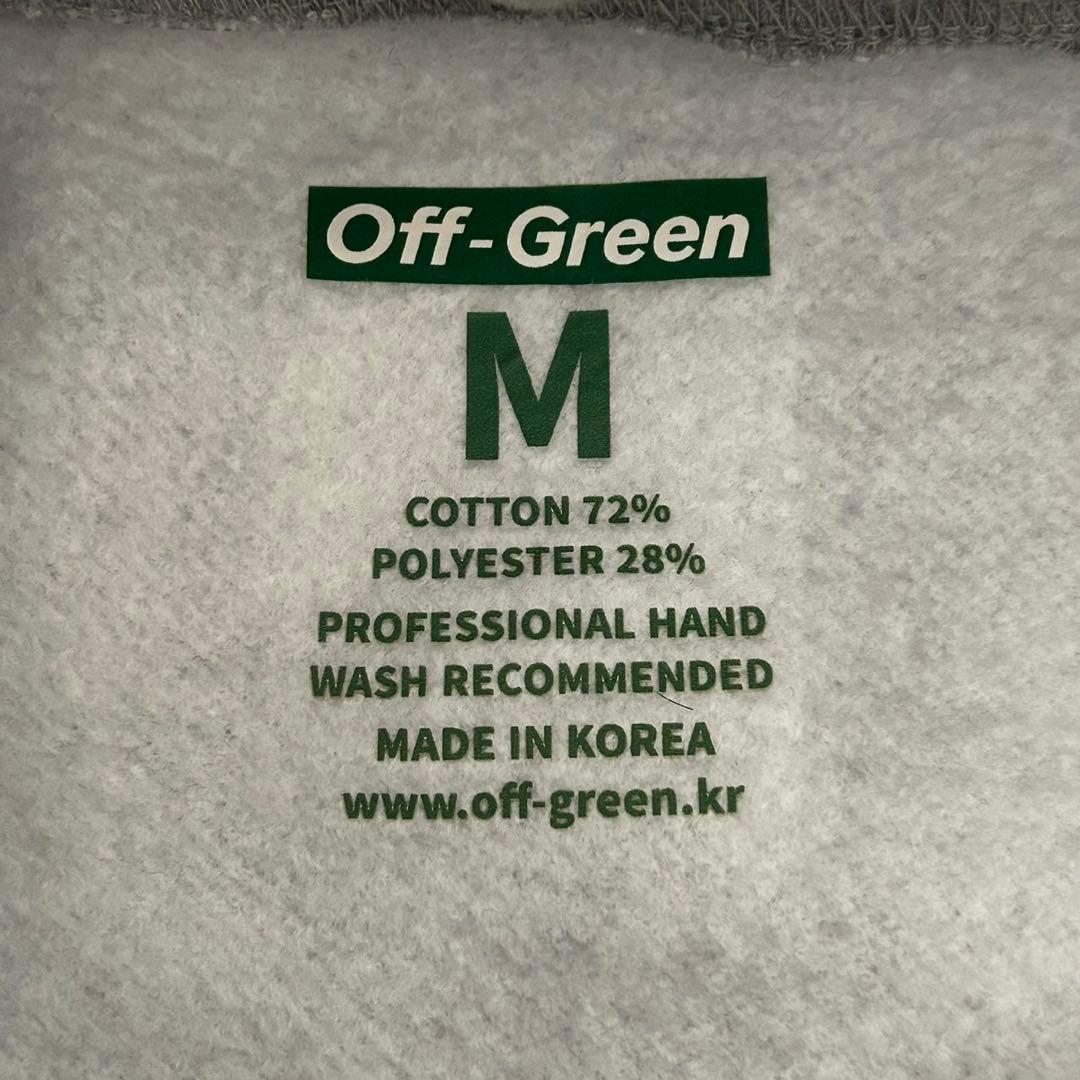 Off-Green
M
COTTON 72%
POLYESTER 28%
PROFESSIONAL HAND
WASH RECOMMENDED
MADE IN KOREA
www.off-green.kr